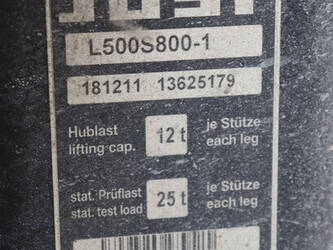 JOST
L500S800-1
181211 13625179
Hublast 12 t je Stütze
lifting cap. each leg
stat. Prüflast 25 t je Stütze
stat. test load each leg